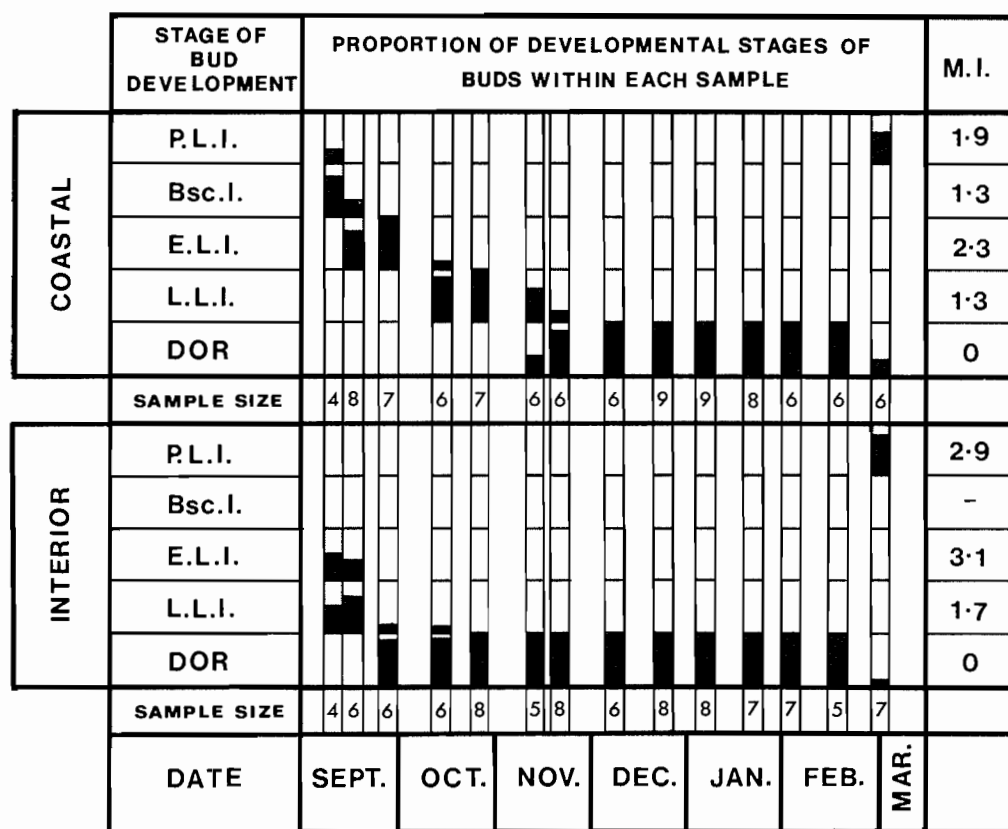 STAGE OF
BUD
DEVELOPMENT
PROPORTION OF DEVELOPMENTAL STAGES OF
BUDS WITHIN EACH SAMPLE
M.I.
COASTAL
P.L.I. 1·9
Bsc.I. 1·3
E.L.I. 2·3
L.L.I. 1·3
DOR 0
SAMPLE SIZE 4 8 7 6 7 6 6 6 9 9 8 6 6 6
INTERIOR
P.L.I. 2·9
Bsc.I. -
E.L.I. 3·1
L.L.I. 1·7
DOR 0
SAMPLE SIZE 4 6 6 6 8 5 8 6 8 8 7 7 5 7
DATE SEPT. OCT. NOV. DEC. JAN. FEB. MAR.